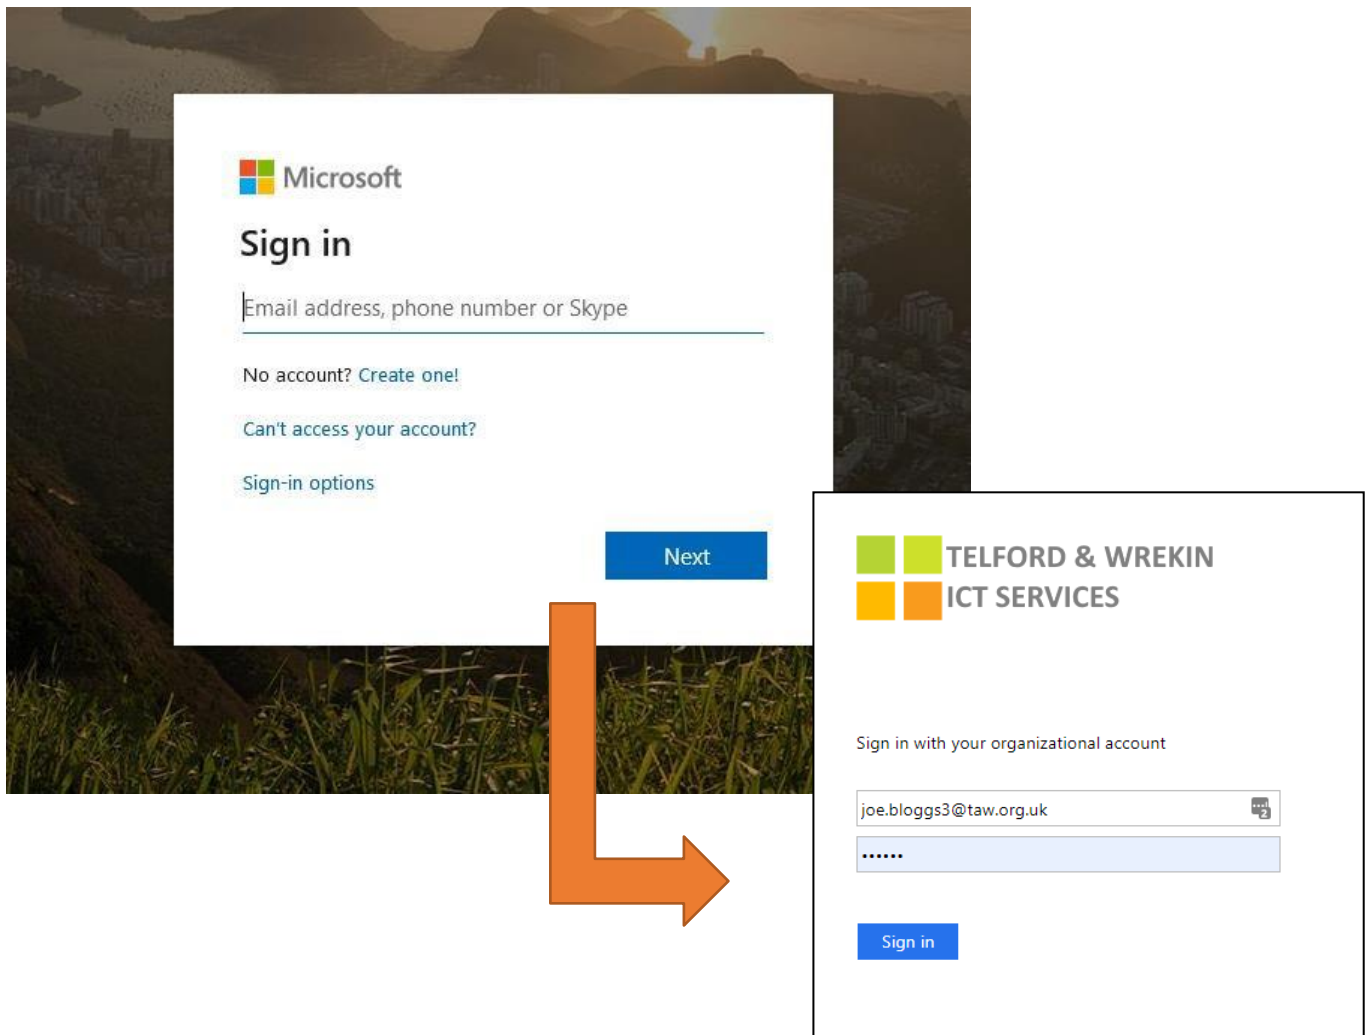 Microsoft
Sign in
Email address, phone number or Skype
No account? Create one!
Can't access your account?
Sign-in options
Next
TELFORD & WREKIN
ICT SERVICES
Sign in with your organizational account
joe.bloggs3@taw.org.uk
••••••
Sign in